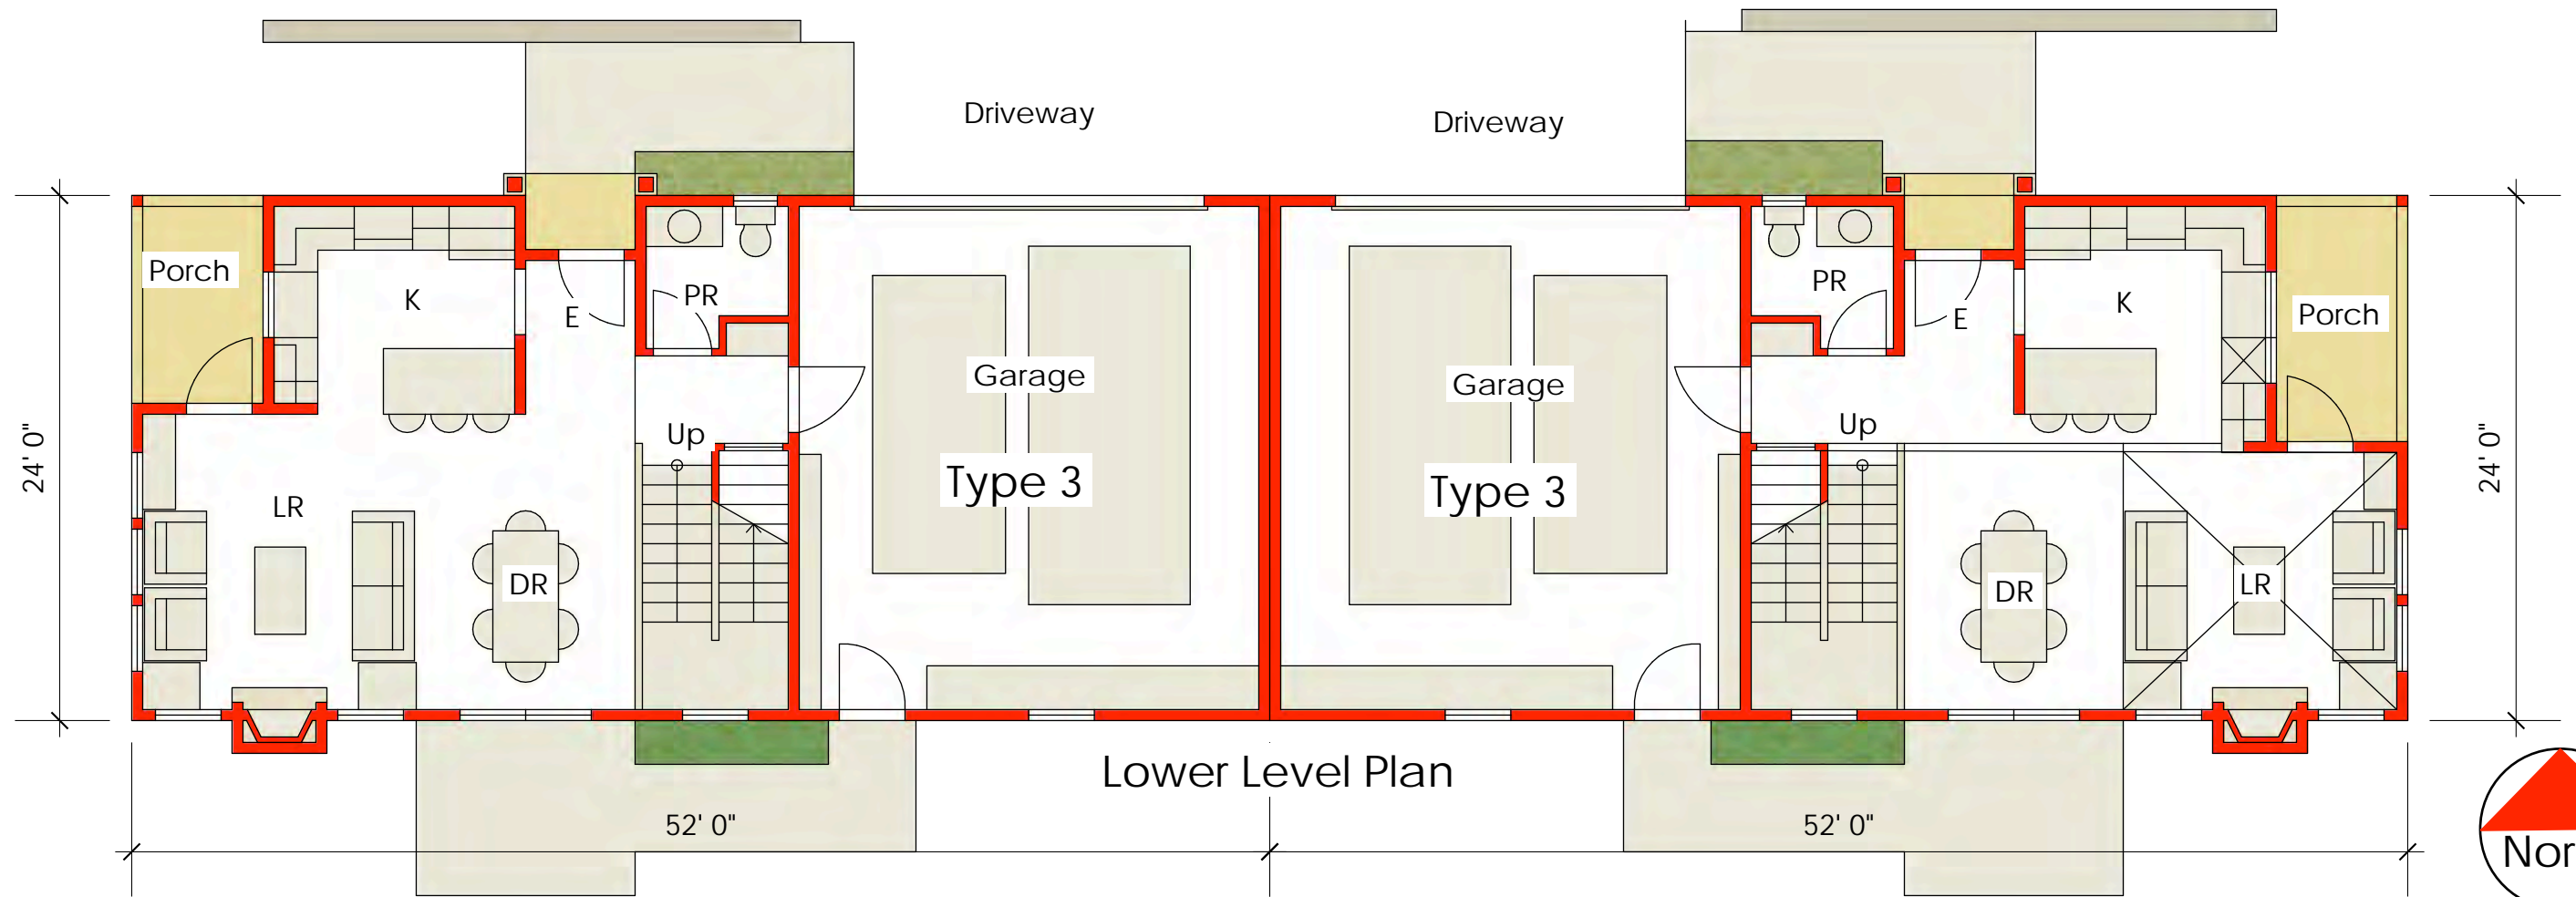 Driveway
Driveway
Porch
K
E
PR
Garage
Up
Type 3
LR
DR
24' 0"
PR
E
K
Porch
Garage
Up
Type 3
DR
LR
24' 0"
Lower Level Plan
52' 0"
52' 0"
Nor